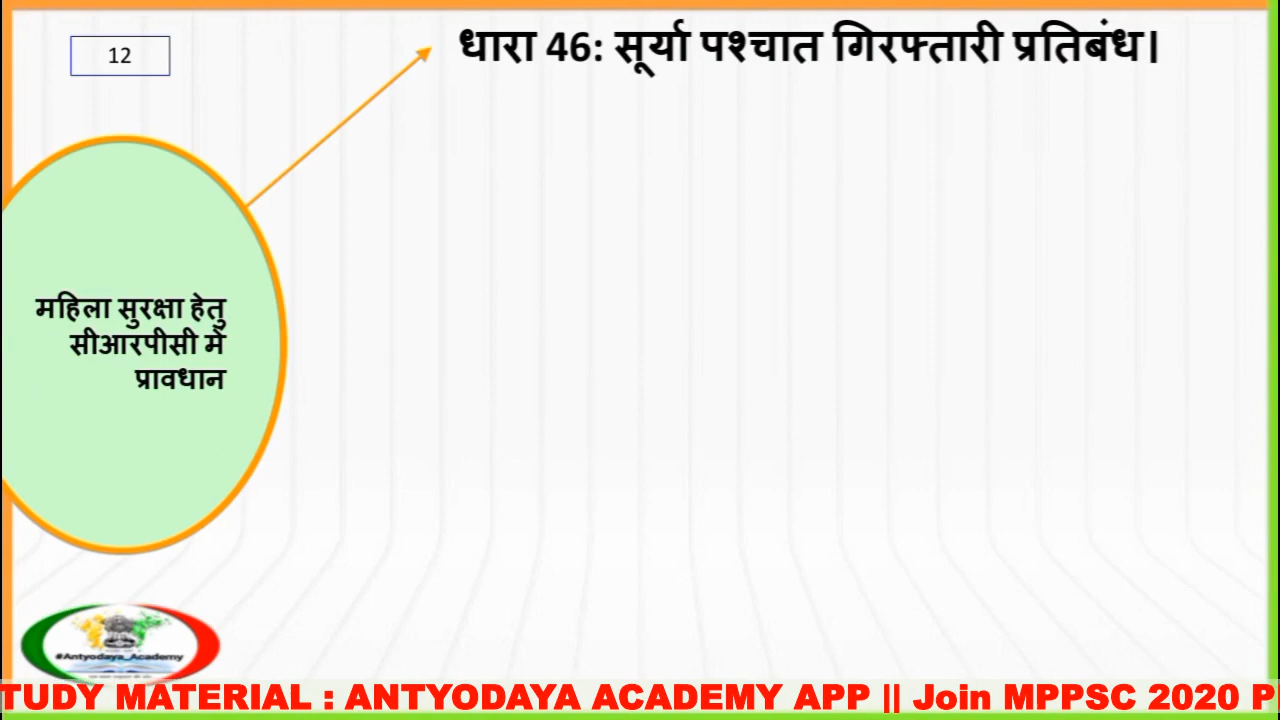 12
धारा 46: सूर्या पश्चात गिरफ्तारी प्रतिबंध।
महिला सुरक्षा हेतु
सीआरपीसी में
प्रावधान
#Antyodaya_Academy
TUDY MATERIAL : ANTYODAYA ACADEMY APP || Join MPPSC 2020 P